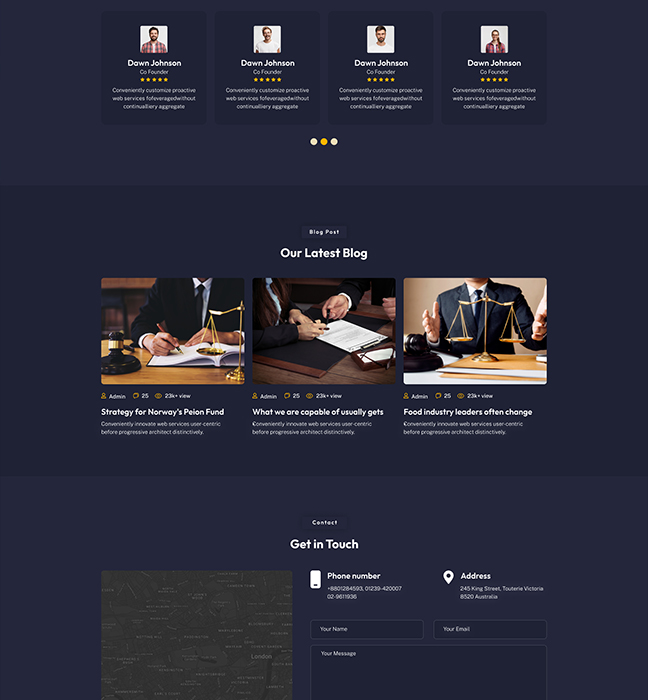 Dawn Johnson
Co Founder
Conveniently customize proactive
web services fofeveragedwithout
continualliery aggregate
Dawn Johnson
Co Founder
Conveniently customize proactive
web services fofeveragedwithout
continualliery aggregate
Dawn Johnson
Co Founder
Conveniently customize proactive
web services fofeveragedwithout
continualliery aggregate
Dawn Johnson
Co Founder
Conveniently customize proactive
web services fofeveragedwithout
continualliery aggregate
Blog Post
Our Latest Blog
Admin 25 23k+ view
Strategy for Norway's Peion Fund
Conveniently innovate web services user-centric
before progressive architect distinctively.
Admin 25 23k+ view
What we are capable of usually gets
Conveniently innovate web services user-centric
before progressive architect distinctively.
Admin 25 23k+ view
Food industry leaders often change
Conveniently innovate web services user-centric
before progressive architect distinctively.
Contact
Get in Touch
London
Phone number
+8801284593, 01239-420007
02-9611936
Address
245 King Street, Touterie Victoria
8520 Australia
Your Name
Your Email
Your Message